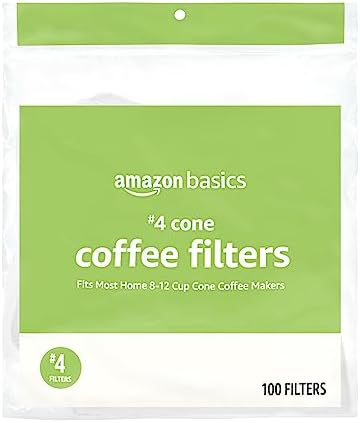 amazon basics
#4 cone
coffee filters
Fits Most Home 8-12 Cup Cone Coffee Makers
#4
FILTERS
100 FILTERS